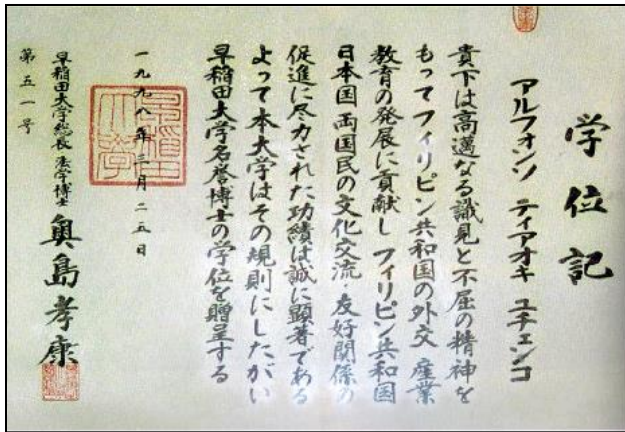 学位記
アルフォンソ ティアオキ ユチェンコ
貴下は高邁なる識見と不屈の精神を
もってフィリピン共和国の外交 産業
教育の発展に貢献し フィリピン共和国
日本国 両国民の文化交流・友好関係の
促進に尽力された功績は誠に顕著である
よって本大学はその規則にしたがい
早稲田大学名誉博士の学位を贈呈する
一九九八年三月二五日
早稲田大学
早稲田大学総長 法学博士 奥島孝康
第五一号